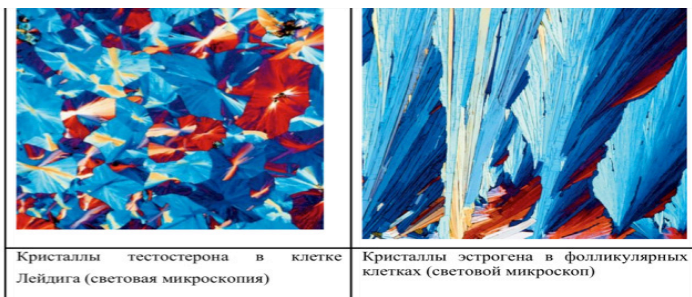 Кристаллы тестостерона в клетке
Лейдига (световая микроскопия)
Кристаллы эстрогена в фолликулярных
клетках (световой микроскоп)